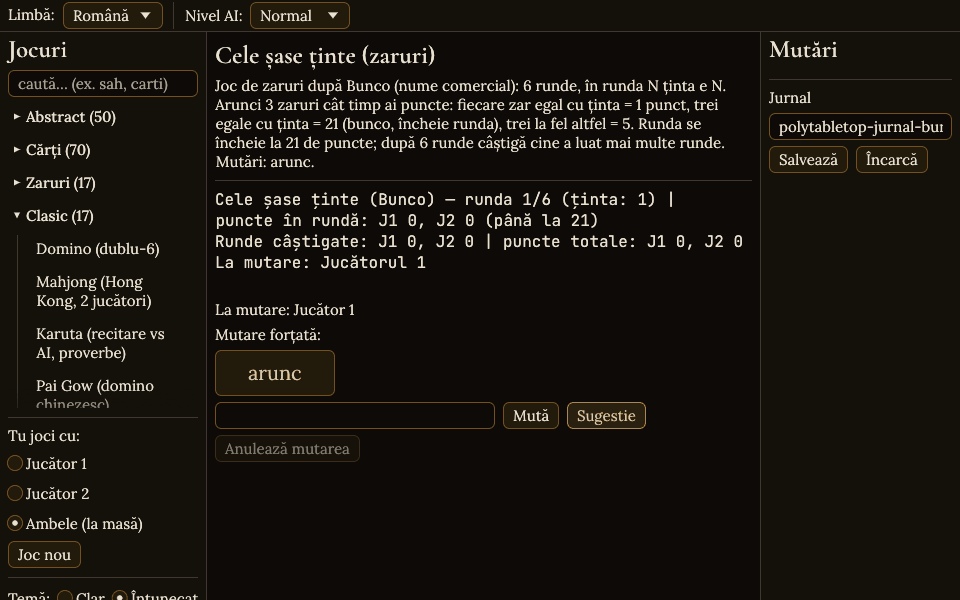 Limbă: Română ▼ Nivel AI: Normal ▼
Jocuri
caută... (ex. sah, carti)
▸ Abstract (50)
▸ Cărți (70)
▸ Zaruri (17)
▾ Clasic (17)
Domino (dublu-6)
Mahjong (Hong
Kong, 2 jucători)
Karuta (recitare vs
AI, proverbe)
Pai Gow (domino
chinezesc)
Tu joci cu:
Jucător 1
Jucător 2
Ambele (la masă)
Joc nou
Temă: Clar Întunecat
Cele șase ținte (zaruri)
Joc de zaruri după Bunco (nume comercial): 6 runde, în runda N ținta e N.
Arunci 3 zaruri cât timp ai puncte: fiecare zar egal cu ținta = 1 punct, trei
egale cu ținta = 21 (bunco, încheie runda), trei la fel altfel = 5. Runda se
încheie la 21 de puncte; după 6 runde câștigă cine a luat mai multe runde.
Mutări: arunc.
Cele șase ținte (Bunco) — runda 1/6 (ținta: 1) |
puncte în rundă: J1 0, J2 0 (până la 21)
Runde câștigate: J1 0, J2 0 | puncte totale: J1 0, J2 0
La mutare: Jucătorul 1
La mutare: Jucător 1
Mutare forțată:
arunc
Mută Sugestie
Anulează mutarea
Mutări
Jurnal
polytabletop-jurnal-bun
Salvează Încarcă